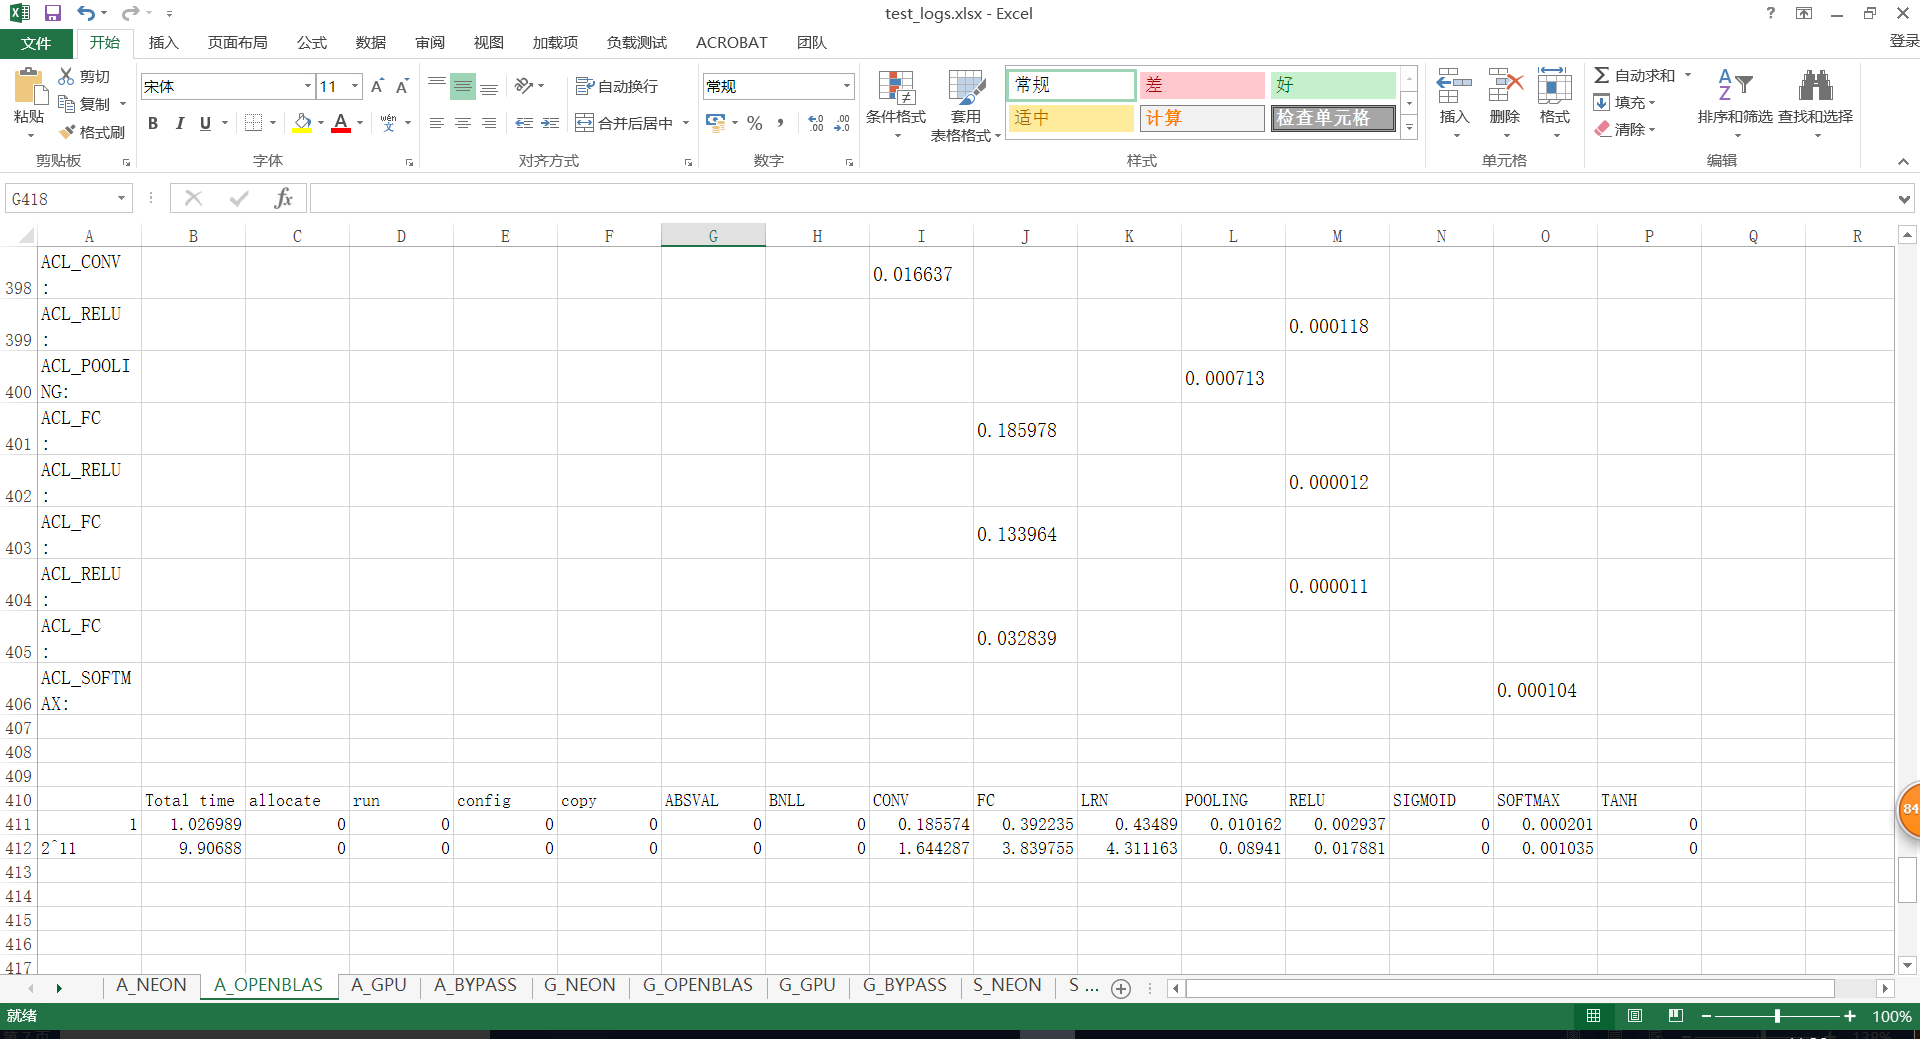 test_logs.xlsx - Excel
文件 开始 插入 页面布局 公式 数据 审阅 视图 加载项 负载测试 ACROBAT 团队 登录
粘贴 剪切 复制 格式刷 剪贴板
宋体 11 B I U A wén 文 字体
自动换行 合并后居中 对齐方式
常规 % 数字
条件格式 套用 表格格式
常规 差 好
适中 计算 检查单元格
样式
插入 删除 格式 单元格
自动求和 填充 清除 排序和筛选 查找和选择 编辑
G418 fx
A B C D E F G H I J K L M N O P Q R
398 ACL_CONV : 0.016637
399 ACL_RELU : 0.000118
400 ACL_POOLING: 0.000713
401 ACL_FC : 0.185978
402 ACL_RELU : 0.000012
403 ACL_FC : 0.133964
404 ACL_RELU : 0.000011
405 ACL_FC : 0.032839
406 ACL_SOFTMAX: 0.000104
407
408
409
410 Total time allocate run config copy ABSVAL BNLL CONV FC LRN POOLING RELU SIGMOID SOFTMAX TANH
411 1 1.026989 0 0 0 0 0 0 0.185574 0.392235 0.43489 0.010162 0.002937 0 0.000201 0
412 2^11 9.90688 0 0 0 0 0 0 1.644287 3.839755 4.311163 0.08941 0.017881 0 0.001035 0
413
414
415
416
417
84
A_NEON A_OPENBLAS A_GPU A_BYPASS G_NEON G_OPENBLAS G_GPU G_BYPASS S_NEON S ...
就绪 100%